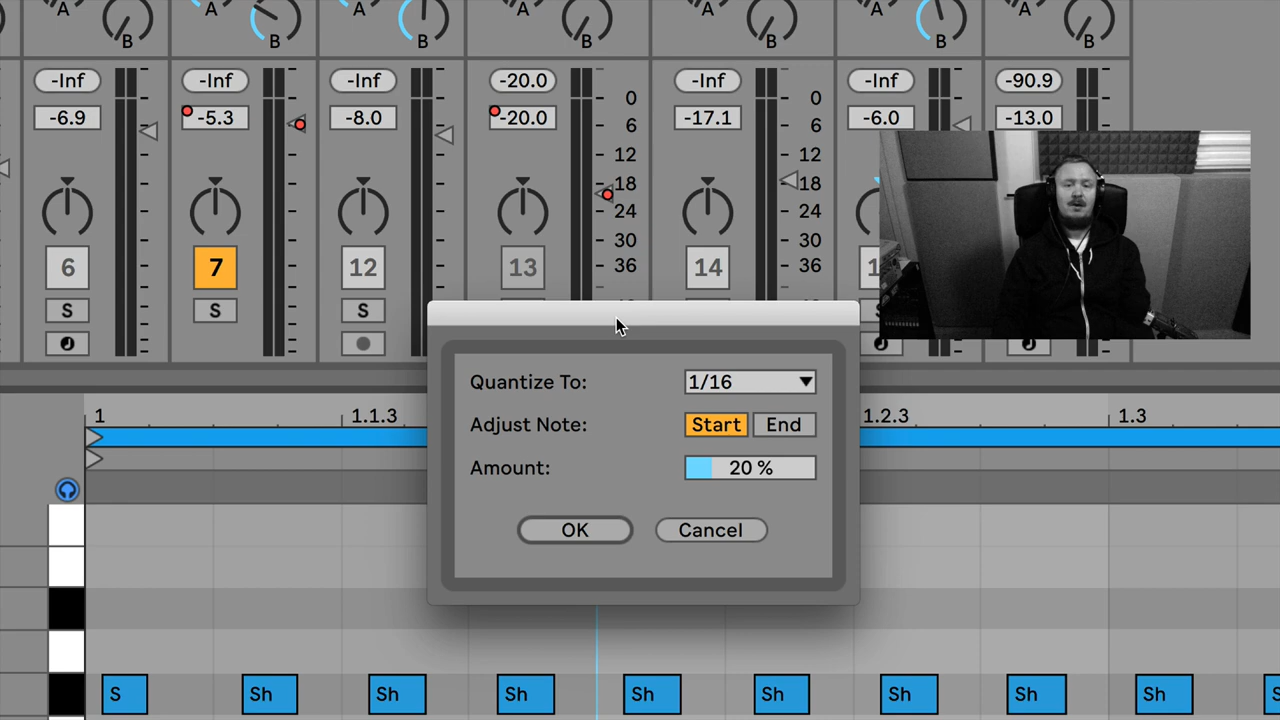 A A A A A A A
B B B B B B B
-Inf -Inf -Inf -20.0 -Inf -Inf -90.9
-6.9 -5.3 -8.0 -20.0 -17.1 -6.0 -13.0
0 0
6 6
12 12
18 18
24 24
30 30
36 36
6 7 12 13 14
S S S
Quantize To: 1/16
Adjust Note: Start End
Amount: 20 %
OK Cancel
1 1.1.3 1.2.3 1.3
S Sh Sh Sh Sh Sh Sh Sh Sh S